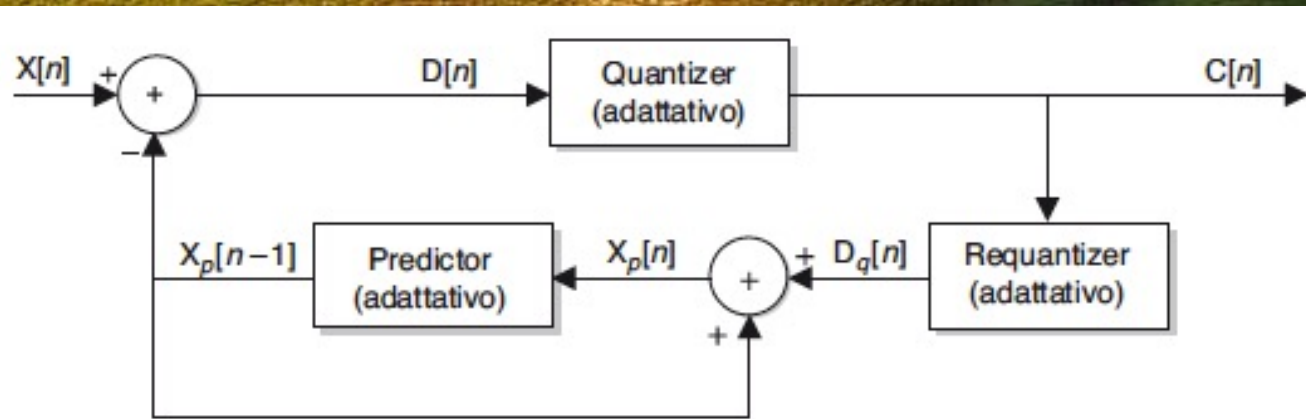 X[n]
+
+
−
D[n]
Quantizer
(adattativo)
C[n]
Xp[n−1]
Predictor
(adattativo)
Xp[n]
+
+
+
Dq[n]
Requantizer
(adattativo)